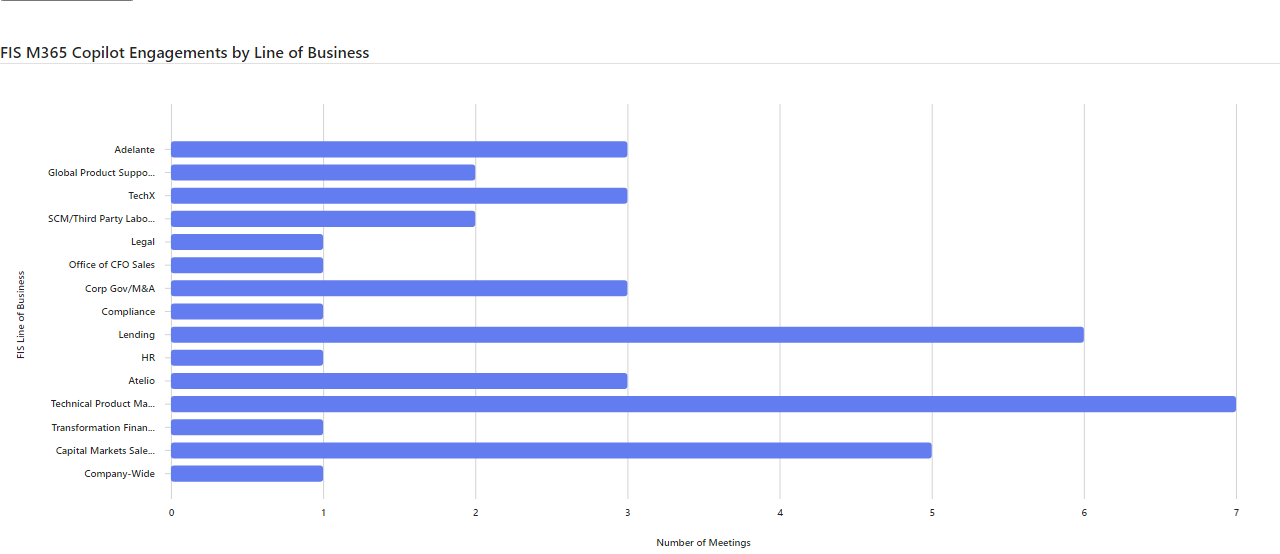 FIS M365 Copilot Engagements by Line of Business
Adelante
Global Product Suppo...
TechX
SCM/Third Party Labo...
Legal
Office of CFO Sales
Corp Gov/M&A
Compliance
Lending
HR
Atelio
Technical Product Ma...
Transformation Finan...
Capital Markets Sale...
Company-Wide
FIS Line of Business
0 1 2 3 4 5 6 7
Number of Meetings